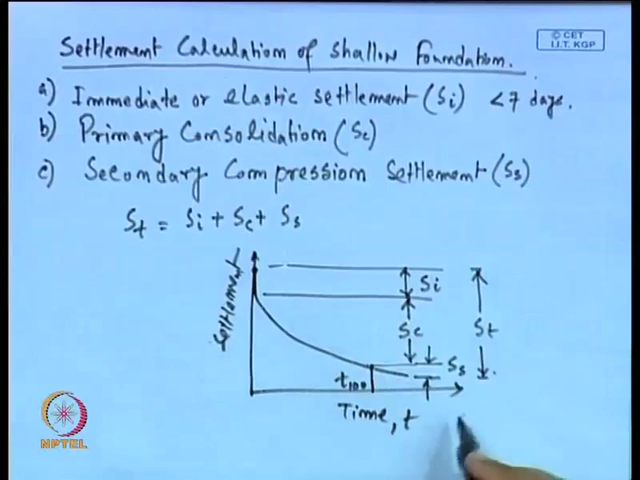 Settlement Calculation of Shallow Foundation.
© CET
I.I.T. KGP
a) Immediate or elastic settlement (Si) < 7 days.
b) Primary Consolidation (Sc)
c) Secondary Compression Settlement (Ss)
St = Si + Sc + Ss
Settlement
Si
Sc
St
Ss
t100
Time, t
NPTEL